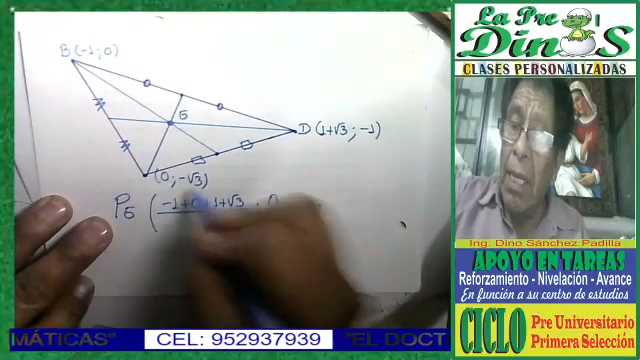 B(-1; 0)
G
D(1+√3; -1)
(0; -√3)
P
-1+0+1+√3
La Pre
DinoS
CLASES PERSONALIZADAS
Ing. Dino Sánchez Padilla
APOYO EN TAREAS
Reforzamiento - Nivelación - Avance
En función a su centro de estudios
CICLO
Pre Universitario
Primera Selección
MÁTICAS"
CEL: 952937939
"EL DOCT